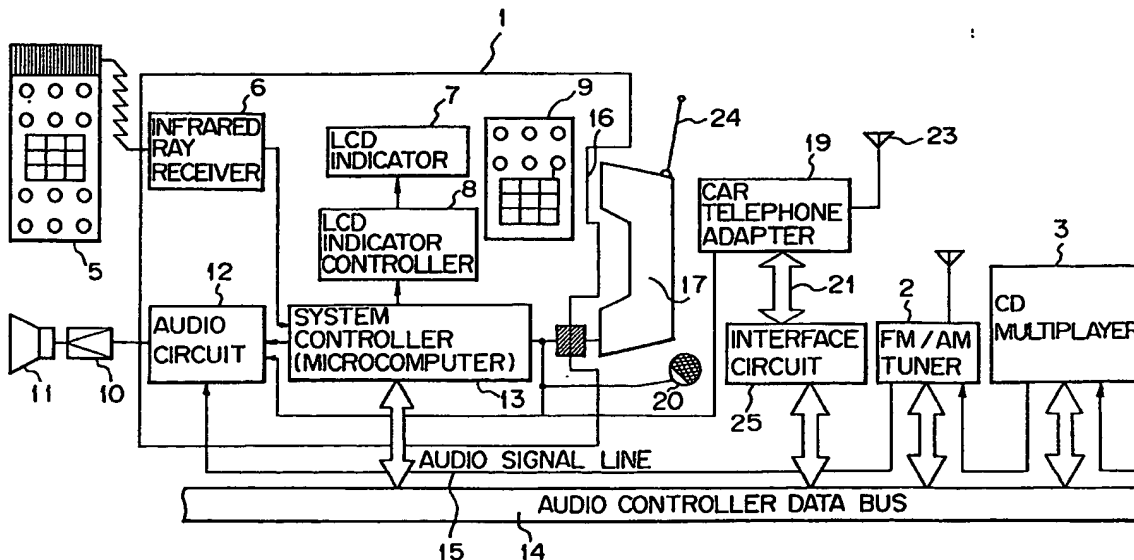 1
5
6
INFRARED
RAY
RECEIVER
7
LCD
INDICATOR
8
LCD
INDICATOR
CONTROLLER
9
16
24
17
19
CAR
TELEPHONE
ADAPTER
23
21
11
10
12
AUDIO
CIRCUIT
SYSTEM
CONTROLLER
(MICROCOMPUTER)
13
20
INTERFACE
CIRCUIT
25
2
FM/AM
TUNER
3
CD
MULTIPLAYER
AUDIO SIGNAL LINE
15
AUDIO CONTROLLER DATA BUS
14